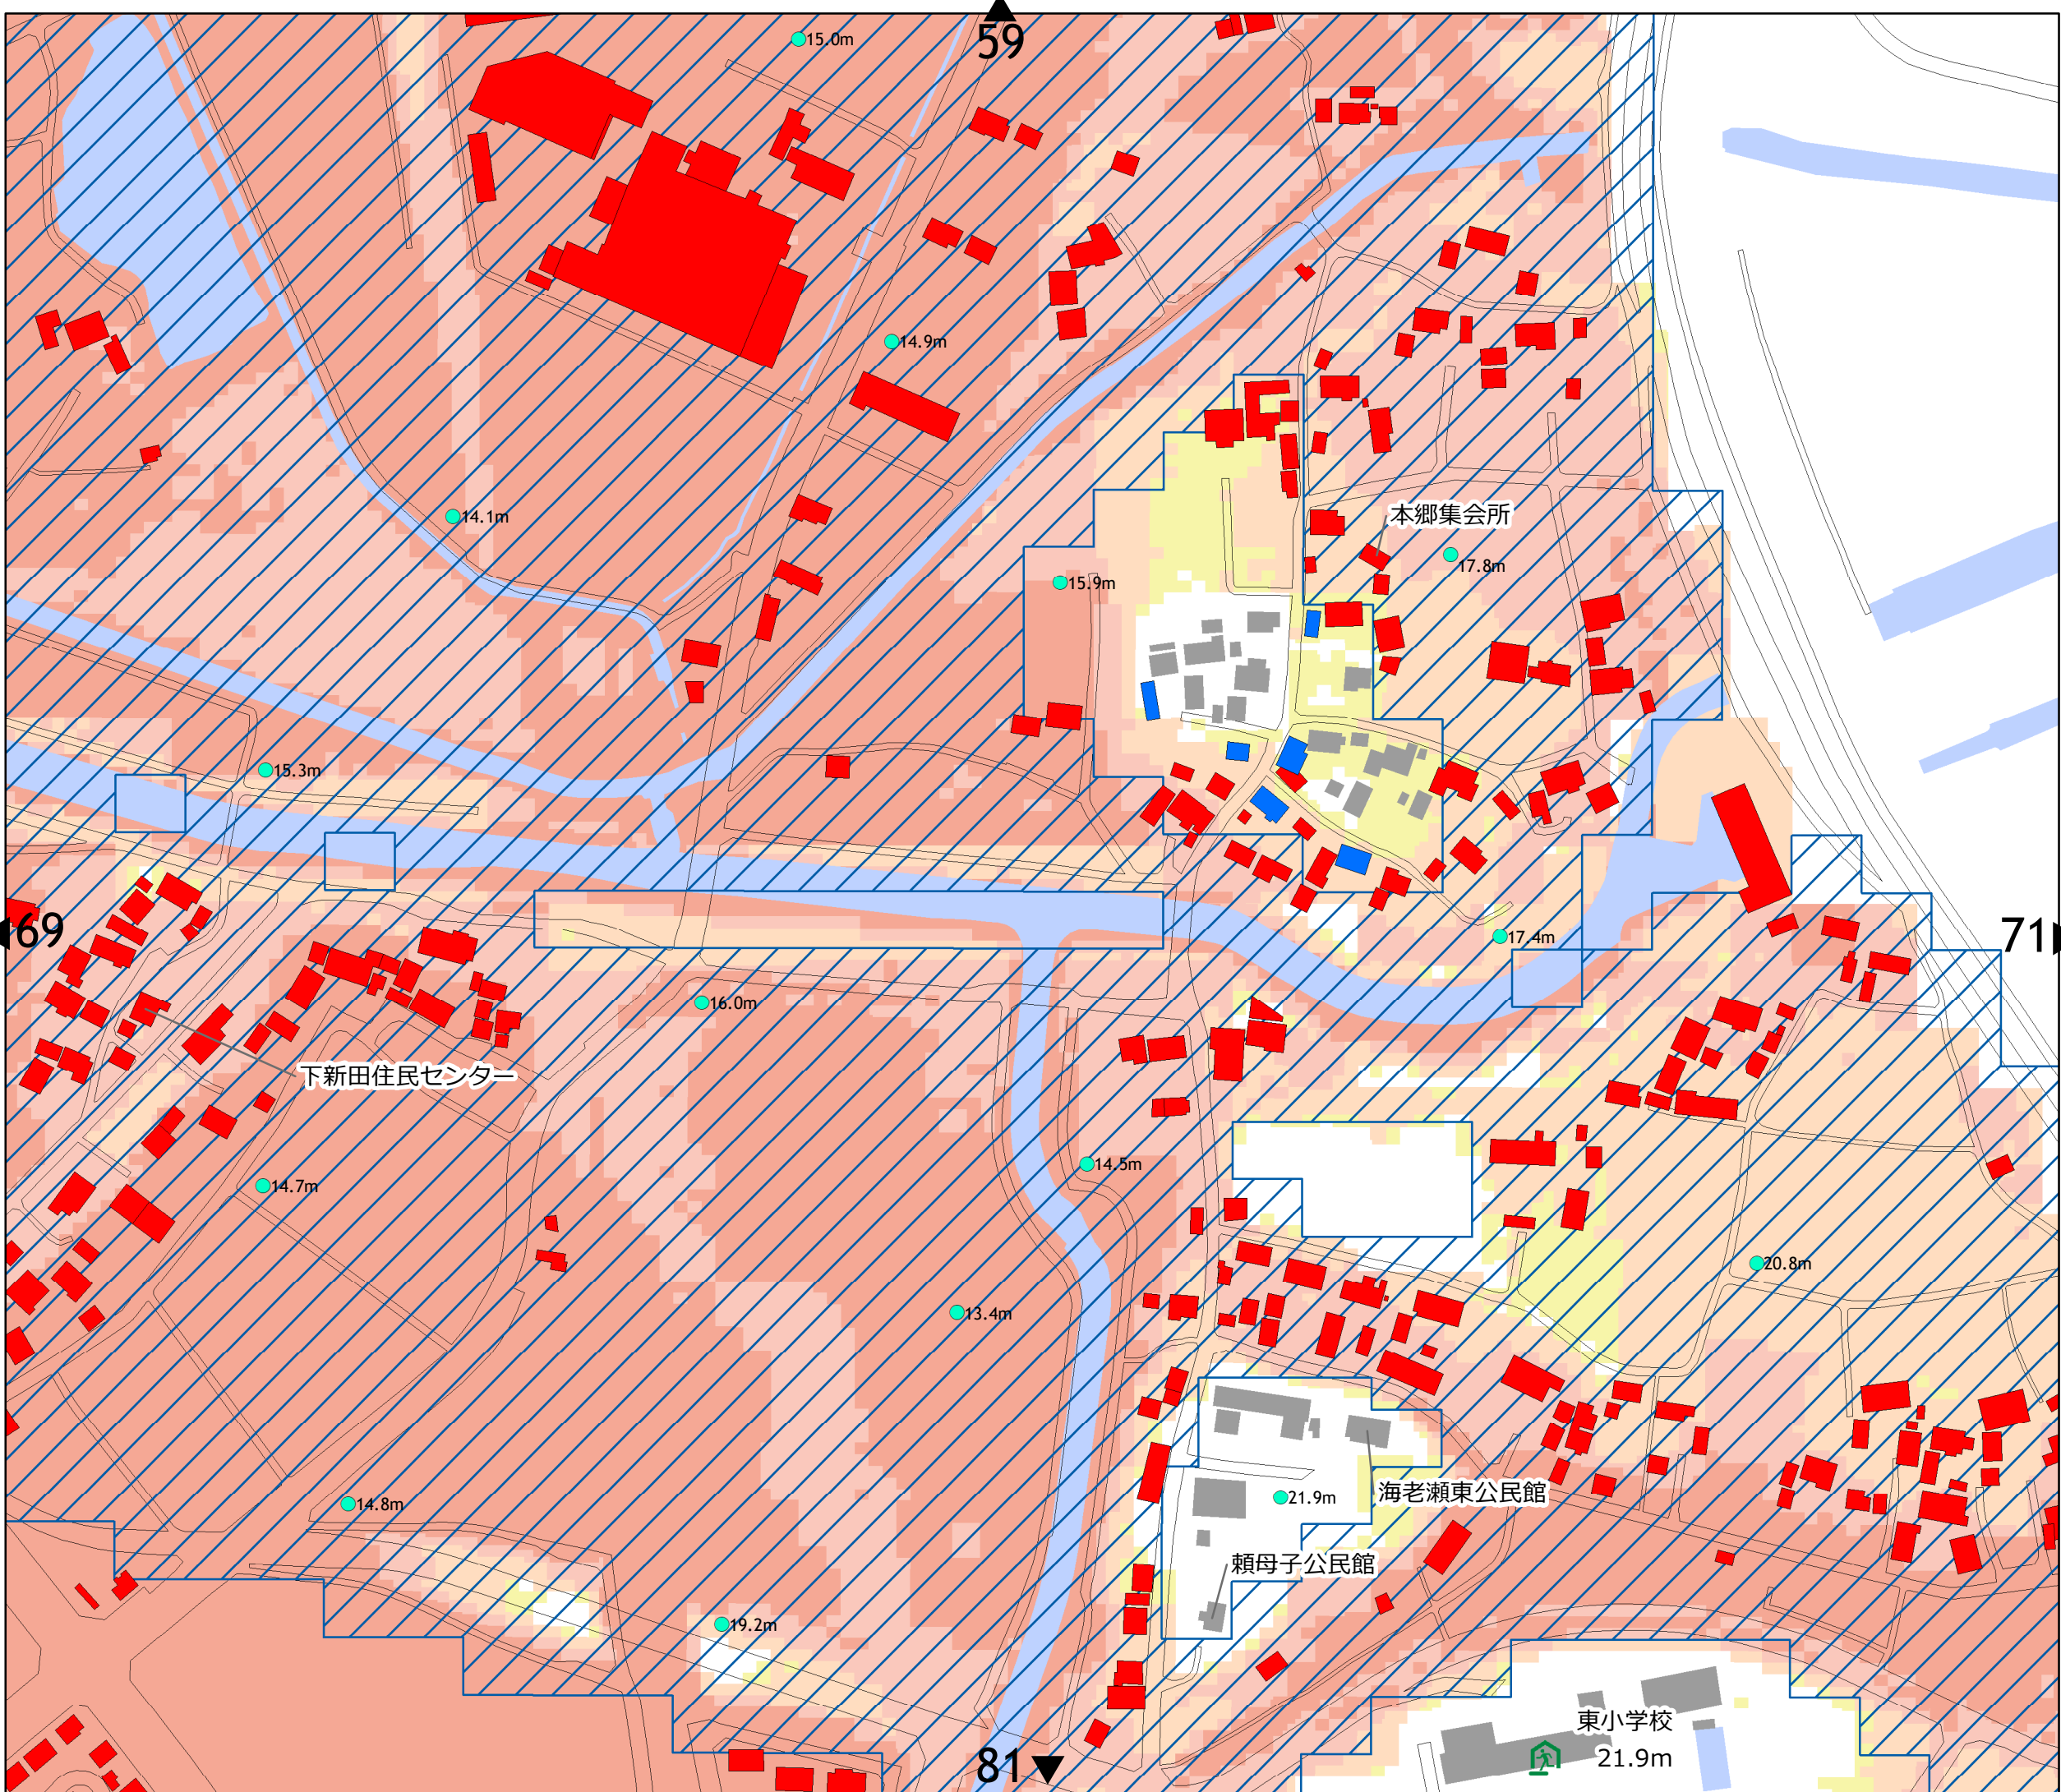 15.0m
59
14.9m
14.1m
本郷集会所
17.8m
15.9m
15.3m
69
17.4m
71
16.0m
下新田住民センター
14.5m
14.7m
20.8m
13.4m
海老瀬東公民館
21.9m
14.8m
頼母子公民館
19.2m
東小学校
21.9m
81